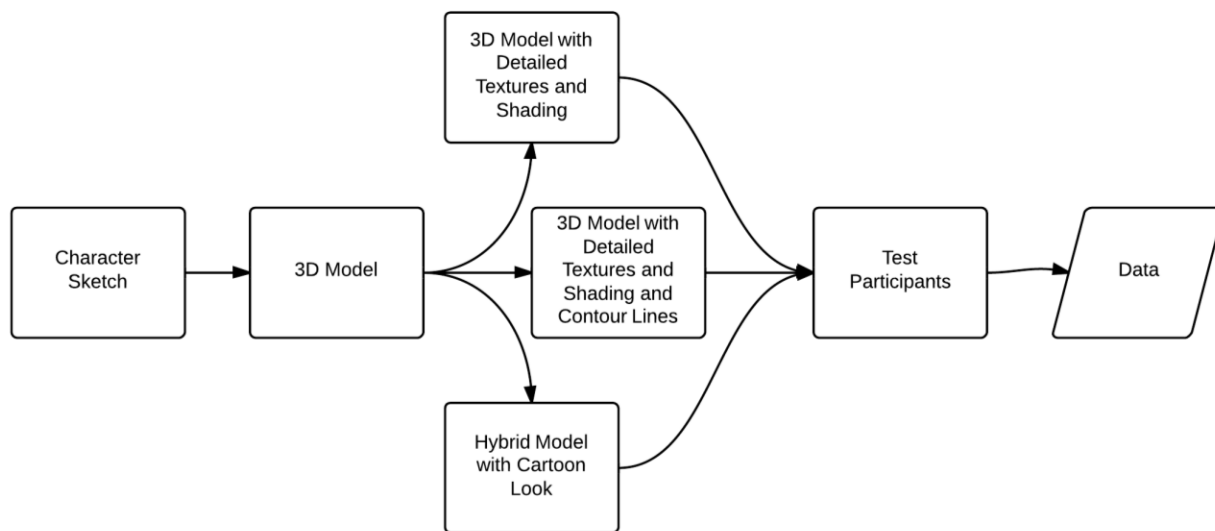 Character
Sketch
3D Model
3D Model with
Detailed
Textures and
Shading
3D Model with
Detailed
Textures and
Shading and
Contour Lines
Hybrid Model
with Cartoon
Look
Test
Participants
Data